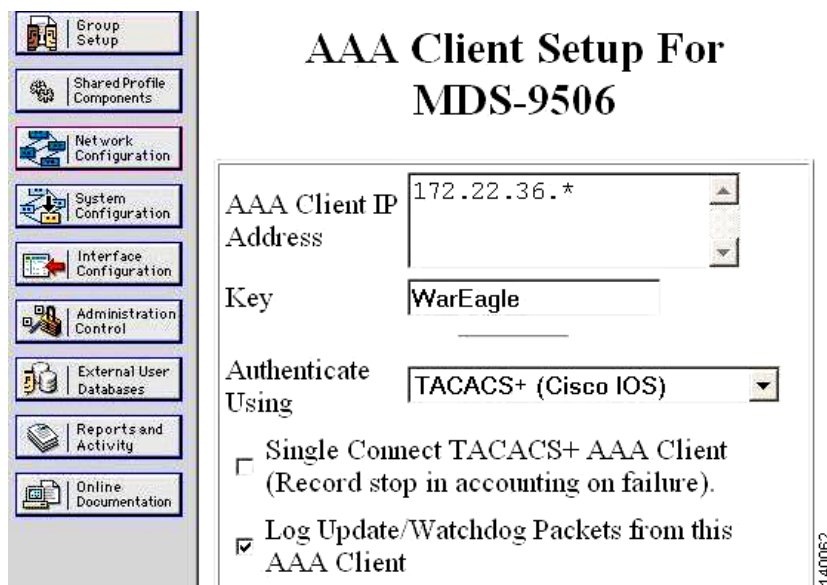 Group
Setup
Shared Profile
Components
Network
Configuration
System
Configuration
Interface
Configuration
Administration
Control
External User
Databases
Reports and
Activity
Online
Documentation
AAA Client Setup For
MDS-9506
AAA Client IP
Address
172.22.36.*
Key
WarEagle
Authenticate
Using
TACACS+ (Cisco IOS)
Single Connect TACACS+ AAA Client
(Record stop in accounting on failure).
Log Update/Watchdog Packets from this
AAA Client
140062